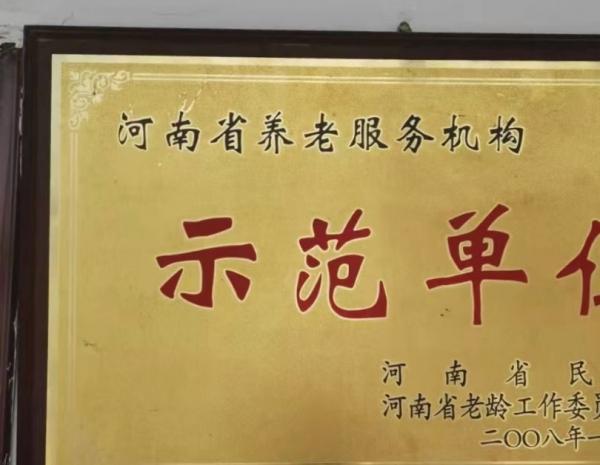 河南省养老服务机构
示范单
河南省民
河南省老龄工作委员
二〇〇八年一